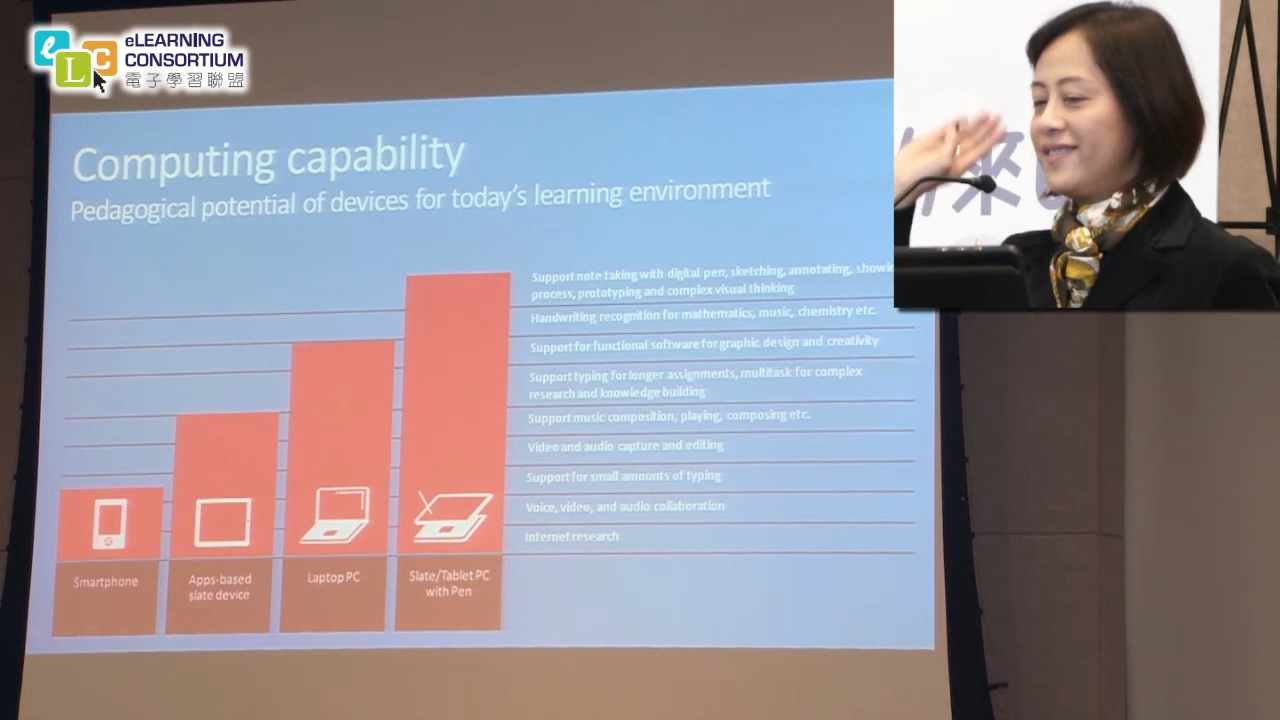 eLEARNING
CONSORTIUM
電子學習聯盟
e
L
C
Computing capability
Pedagogical potential of devices for today's learning environment
Support note taking with digital pen, sketching, annotating,
process, prototyping and complex visual thinking
Handwriting recognition for mathematics, music, chemistry etc.
Support for functional software for graphic design and creativity
Support typing for longer assignments, multitask for complex
research and knowledge building
Support music composition, playing, composing etc.
Video and audio capture and editing
Support for small amounts of typing
Voice, video, and audio collaboration
Internet research
Smartphone
Apps-based
slate device
Laptop PC
Slate/Tablet PC
with Pen
來